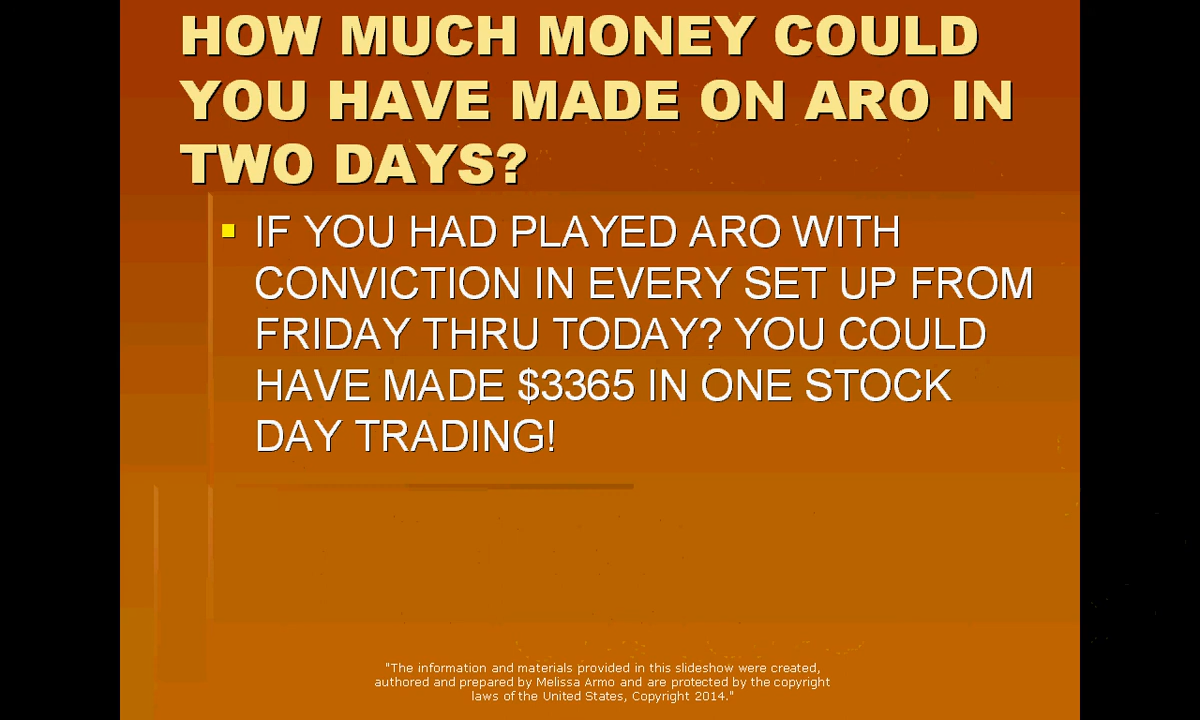 HOW MUCH MONEY COULD
YOU HAVE MADE ON ARO IN
TWO DAYS?
IF YOU HAD PLAYED ARO WITH
CONVICTION IN EVERY SET UP FROM
FRIDAY THRU TODAY? YOU COULD
HAVE MADE $3365 IN ONE STOCK
DAY TRADING!
"The information and materials provided in this slideshow were created,
authored and prepared by Melissa Armo and are protected by the copyright
laws of the United States, Copyright 2014."